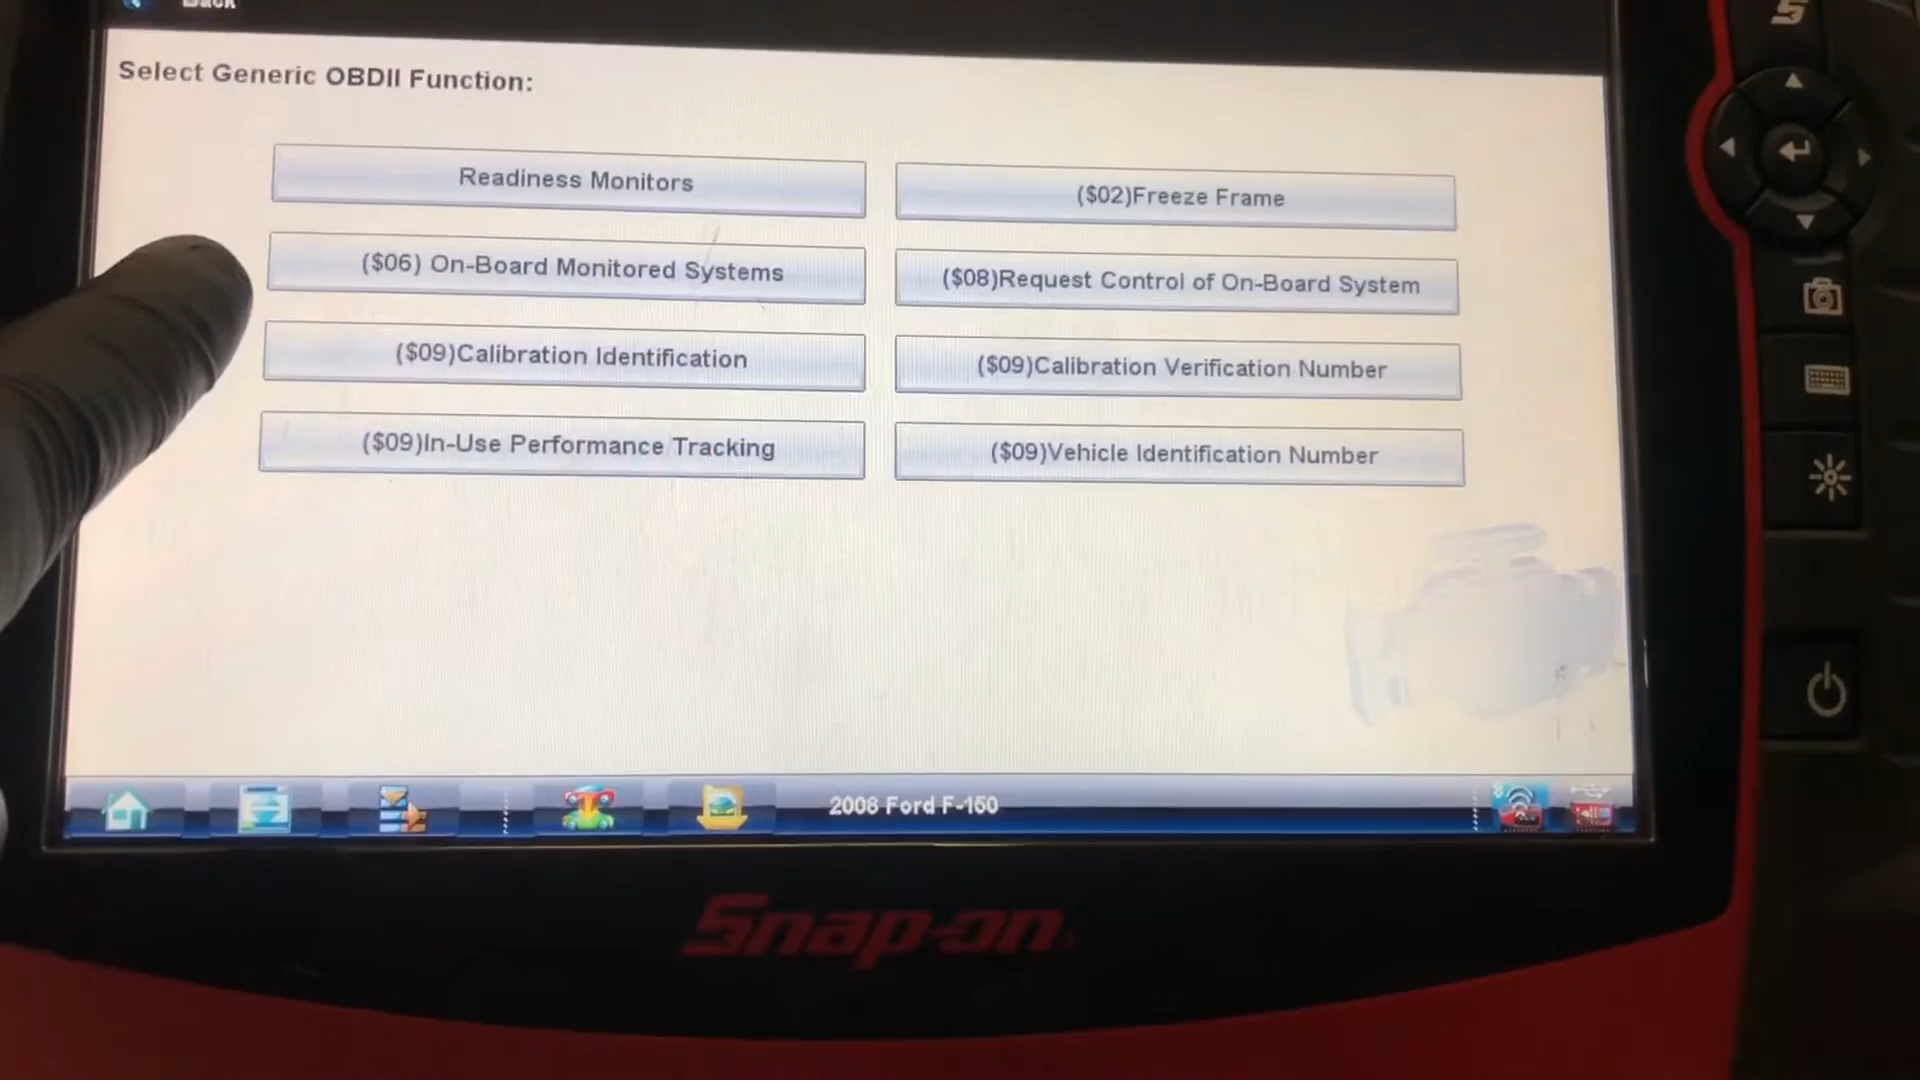 Back
Select Generic OBDII Function:
Readiness Monitors
($02)Freeze Frame
($06) On-Board Monitored Systems
($08)Request Control of On-Board System
($09)Calibration Identification
($09)Calibration Verification Number
($09)In-Use Performance Tracking
($09)Vehicle Identification Number
2008 Ford F-150
Snap-on
S